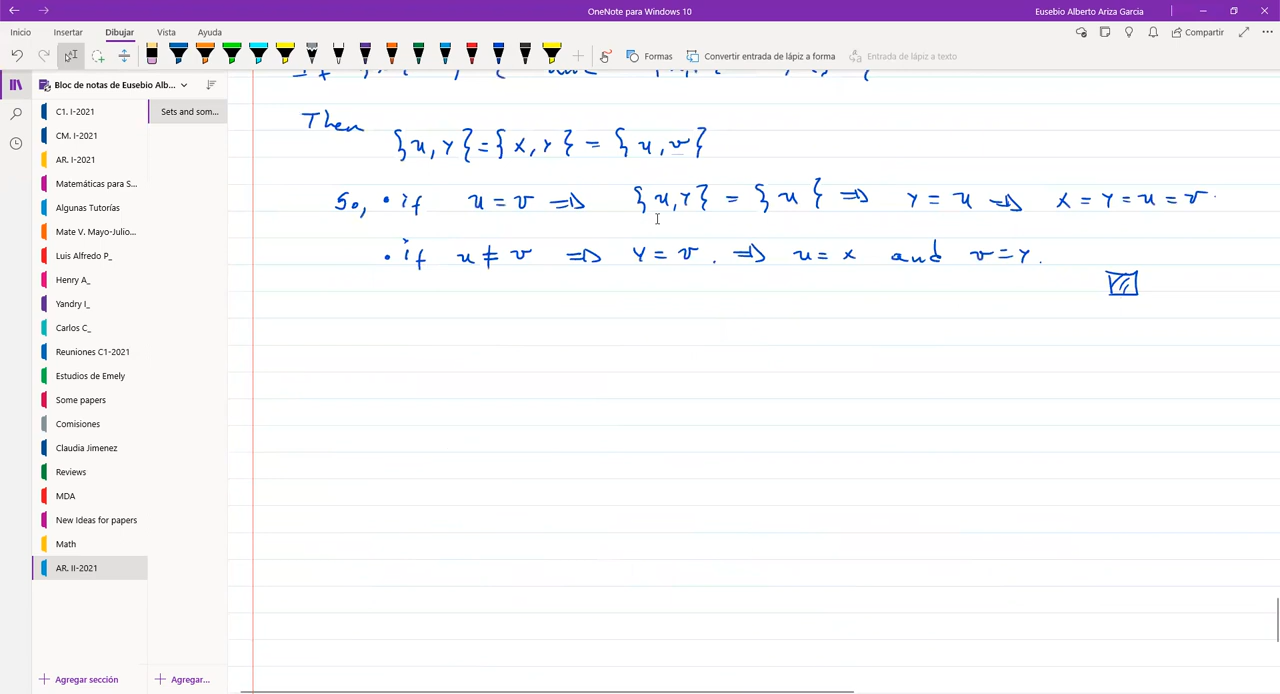 OneNote para Windows 10
Eusebio Alberto Ariza Garcia
Inicio Insertar Dibujar Vista Ayuda
Compartir
Formas Convertir entrada de lápiz a forma Entrada de lápiz a texto
Bloc de notas de Eusebio Alb...
Sets and som...
C1. I-2021
CM. I-2021
AR. I-2021
Matemáticas para S...
Algunas Tutorías
Mate V. Mayo-Julio...
Luis Alfredo P_
Henry A_
Yandry I_
Carlos C_
Reuniones C1-2021
Estudios de Emely
Some papers
Comisiones
Claudia Jimenez
Reviews
MDA
New Ideas for papers
Math
AR. II-2021
Agregar sección
Agregar...
Then
{u, y} = {x, y} = {u, v}
So, • if u = v ⇒ {u, y} = {u} ⇒ y = u ⇒ x = y = u = v.
• if u ≠ v ⇒ y = v. ⇒ u = x and v = y.